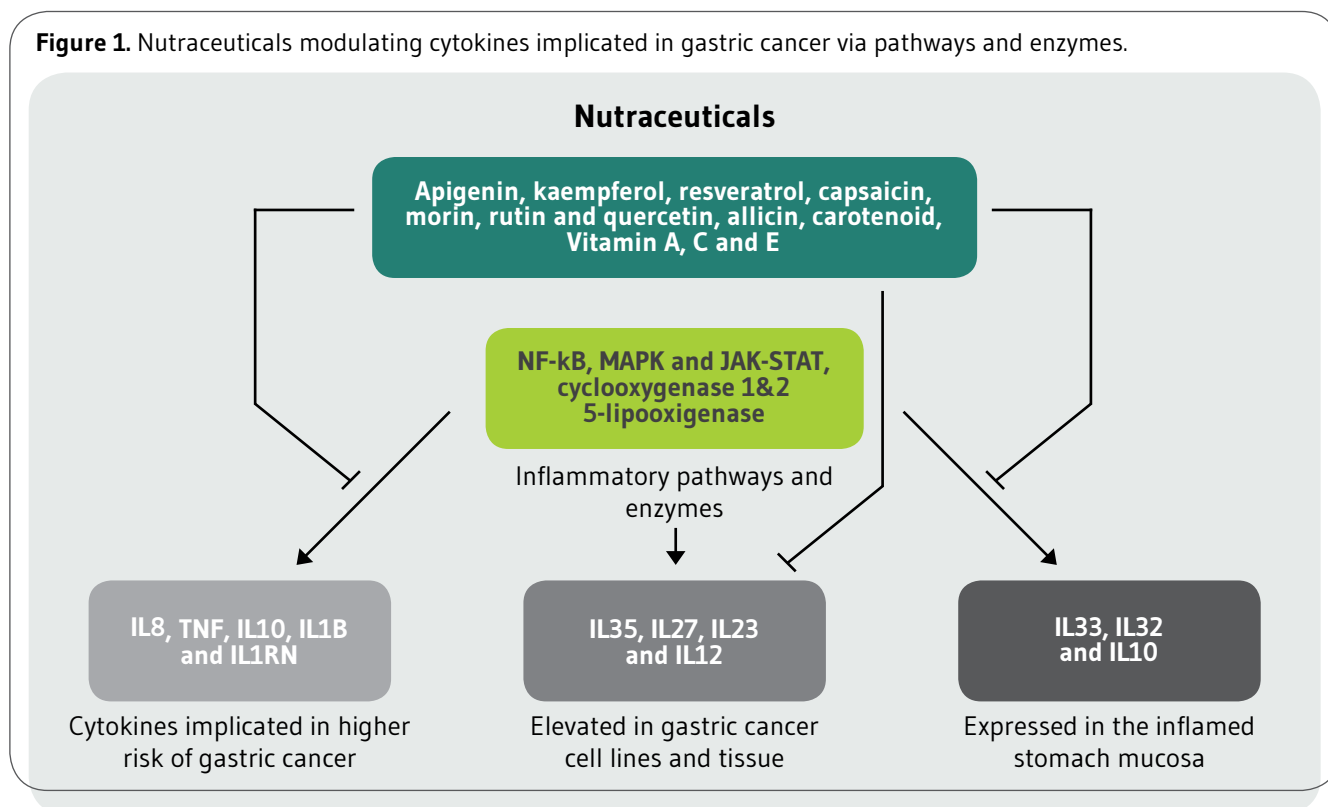 Figure 1. Nutraceuticals modulating cytokines implicated in gastric cancer via pathways and enzymes.
Nutraceuticals
Apigenin, kaempferol, resveratrol, capsaicin,
morin, rutin and quercetin, allicin, carotenoid,
Vitamin A, C and E
NF-kB, MAPK and JAK-STAT,
cyclooxygenase 1&2
5-lipooxigenase
Inflammatory pathways and
enzymes
IL8, TNF, IL10, IL1B
and IL1RN
Cytokines implicated in higher
risk of gastric cancer
IL35, IL27, IL23
and IL12
Elevated in gastric cancer
cell lines and tissue
IL33, IL32
and IL10
Expressed in the inflamed
stomach mucosa